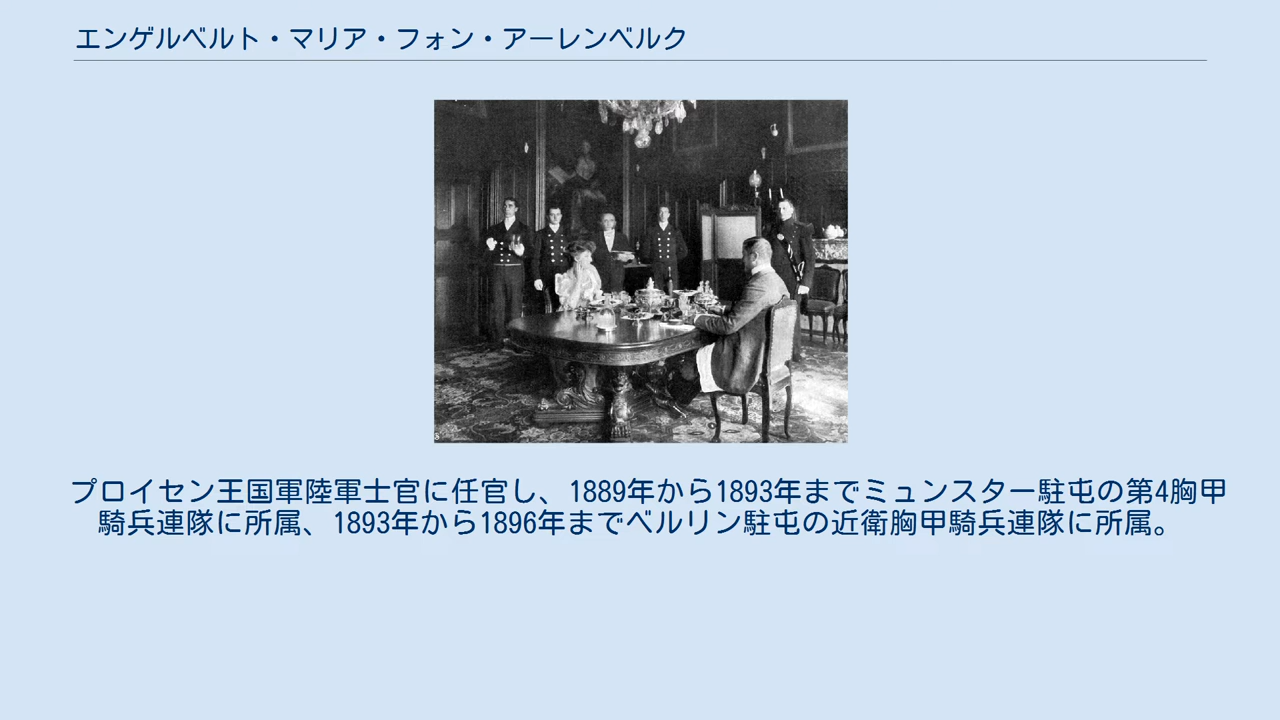 エンゲルベルト・マリア・フォン・アーレンベルク
プロイセン王国軍陸軍士官に任官し、1889年から1893年までミュンスター駐屯の第4胸甲
騎兵連隊に所属、1893年から1896年までベルリン駐屯の近衛胸甲騎兵連隊に所属。